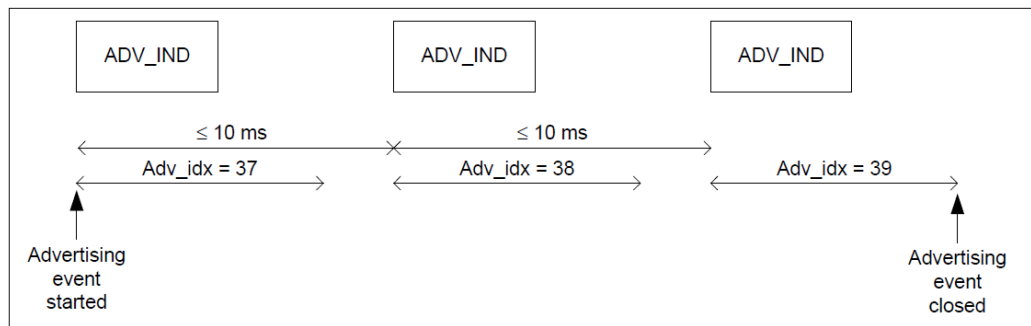 ADV_IND ADV_IND ADV_IND
≤ 10 ms ≤ 10 ms
Adv_idx = 37 Adv_idx = 38 Adv_idx = 39
Advertising
event
started
Advertising
event
closed